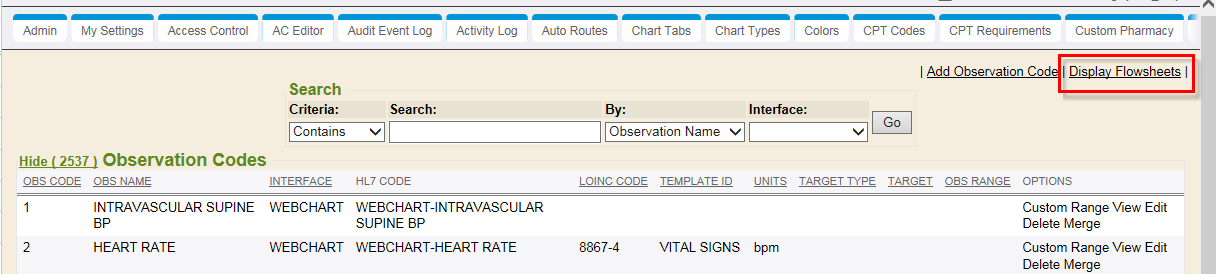 Admin My Settings Access Control AC Editor Audit Event Log Activity Log Auto Routes Chart Tabs Chart Types Colors CPT Codes CPT Requirements Custom Pharmacy
| Add Observation Code | Display Flowsheets |
Search
Criteria: Search: By: Interface:
Contains Observation Name Go
Hide ( 2537 ) Observation Codes
OBS CODE OBS NAME INTERFACE HL7 CODE LOINC CODE TEMPLATE ID UNITS TARGET TYPE TARGET OBS RANGE OPTIONS
1 INTRAVASCULAR SUPINE WEBCHART WEBCHART-INTRAVASCULAR Custom Range View Edit
BP SUPINE BP Delete Merge
2 HEART RATE WEBCHART WEBCHART-HEART RATE 8867-4 VITAL SIGNS bpm Custom Range View Edit
Delete Merge